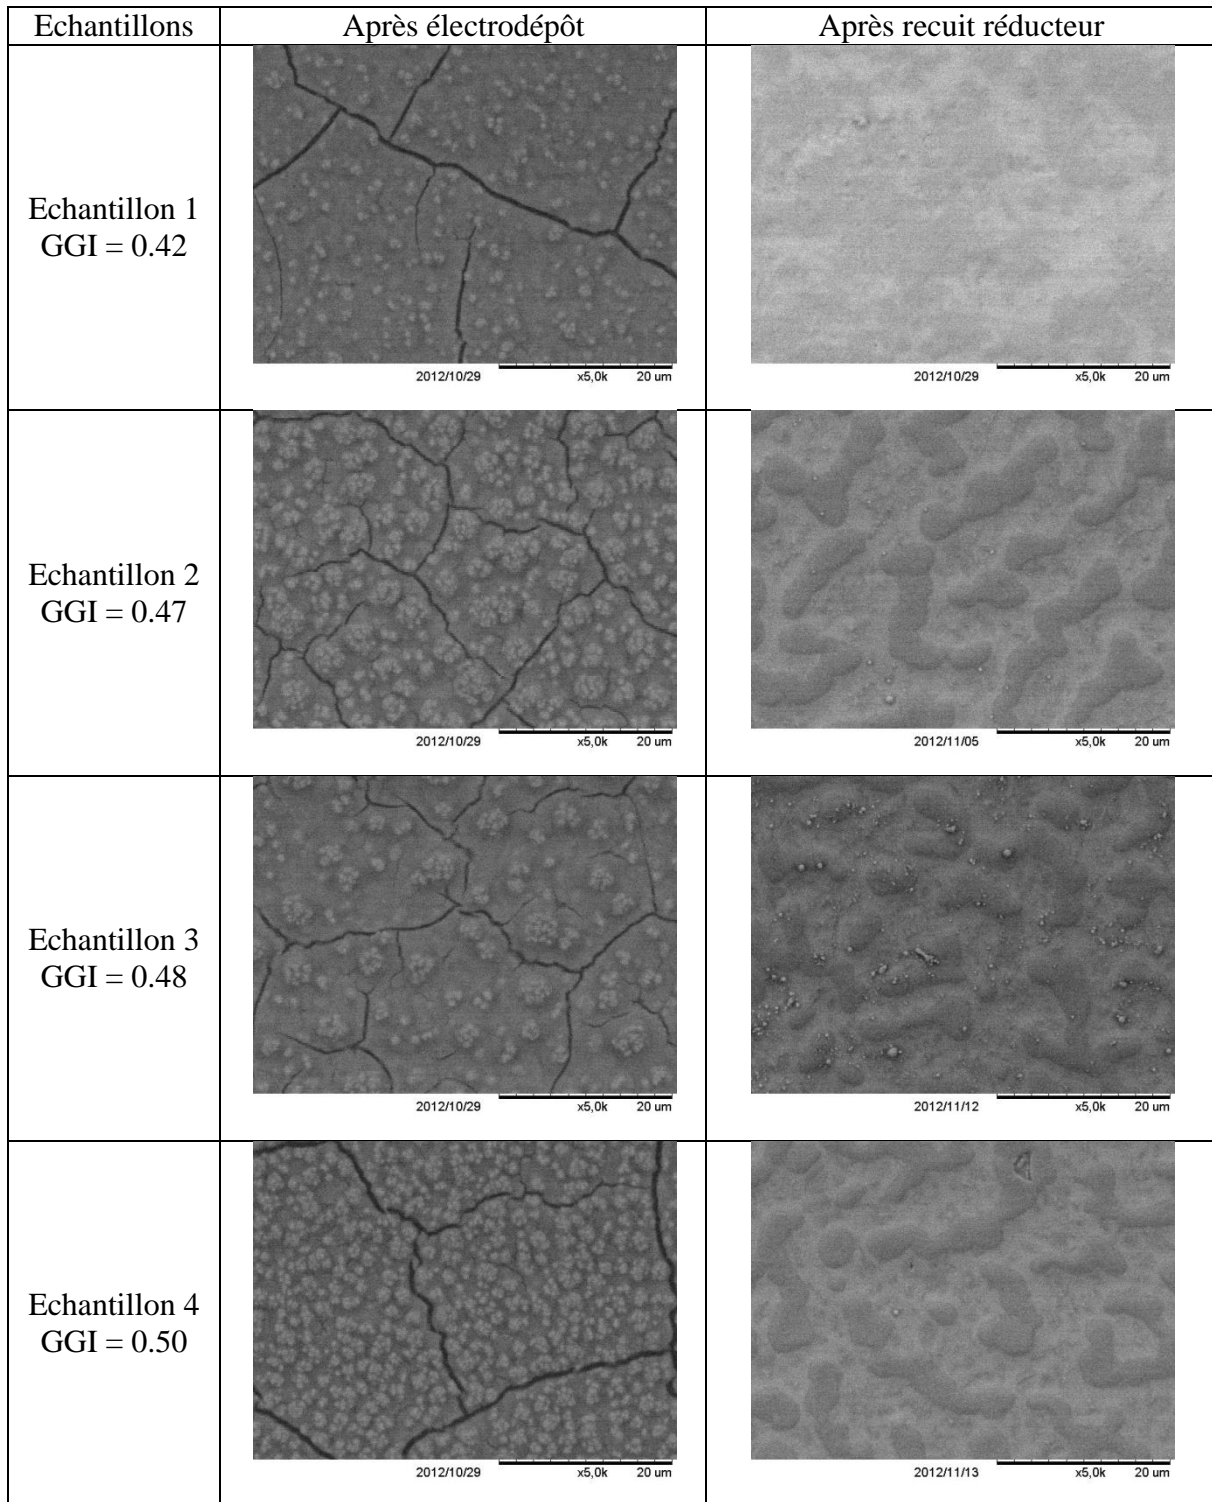 Echantillons
Après électrodépôt
Après recuit réducteur
Echantillon 1
GGI = 0.42
2012/10/29 x5,0k 20 um
2012/10/29 x5,0k 20 um
Echantillon 2
GGI = 0.47
2012/10/29 x5,0k 20 um
2012/11/05 x5,0k 20 um
Echantillon 3
GGI = 0.48
2012/10/29 x5,0k 20 um
2012/11/12 x5,0k 20 um
Echantillon 4
GGI = 0.50
2012/10/29 x5,0k 20 um
2012/11/13 x5,0k 20 um